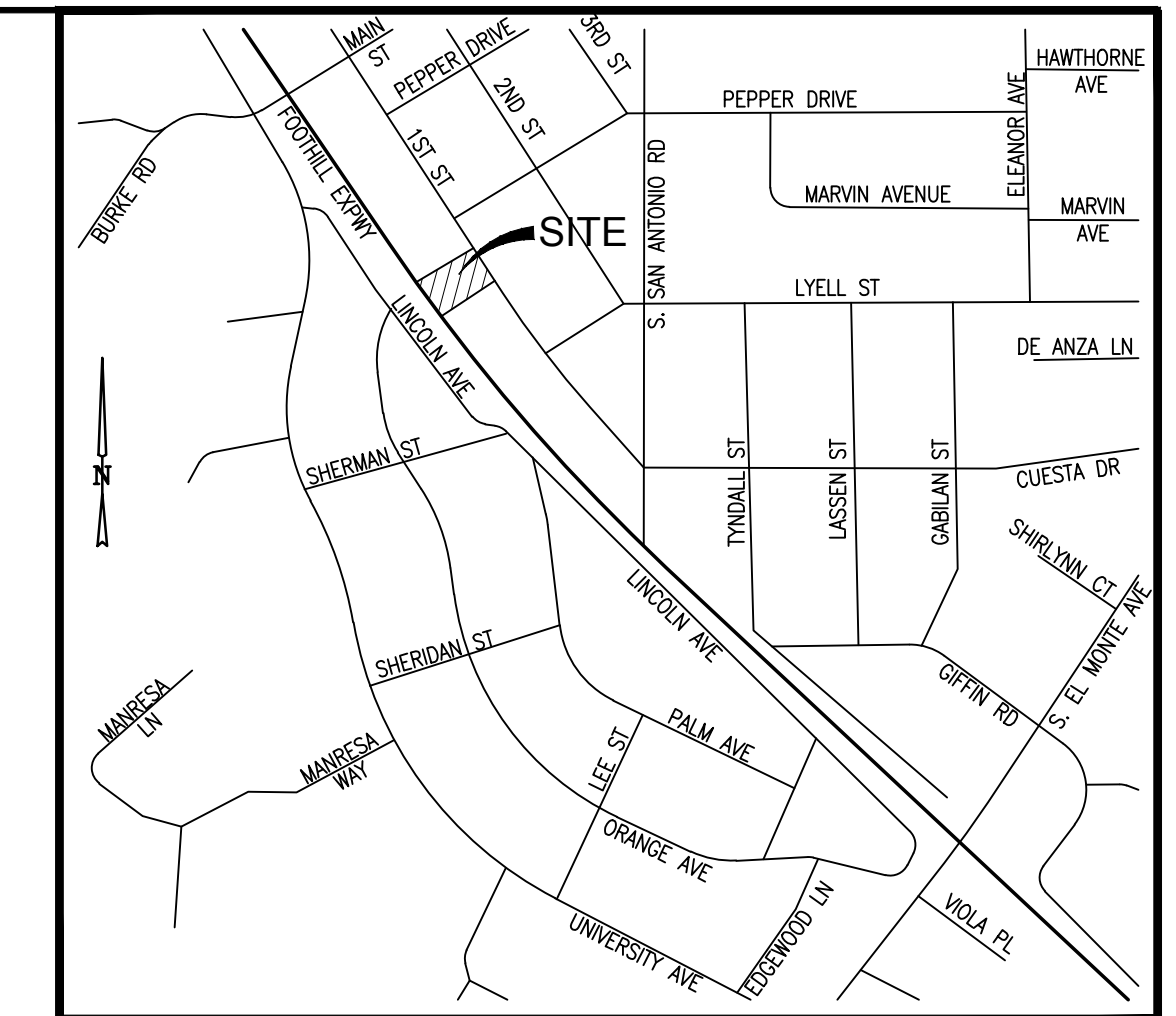 MAIN
ST
PEPPER DRIVE
3RD ST
HAWTHORNE
AVE
2ND ST
PEPPER DRIVE
ELEANOR AVE
FOOTHILL EXPWY
1ST ST
BURKE RD
S. SAN ANTONIO RD
MARVIN AVENUE
MARVIN
AVE
SITE
LYELL ST
LINCOLN AVE
DE ANZA LN
N
SHERMAN ST
TYNDALL ST
LASSEN ST
GABILAN ST
CUESTA DR
SHIRLYNN CT
LINCOLN AVE
S. EL MONTE AVE
SHERIDAN ST
GIFFIN RD
MANRESA
LN
PALM AVE
MANRESA
WAY
LEE ST
ORANGE AVE
EDGEWOOD LN
VIOLA PL
UNIVERSITY AVE